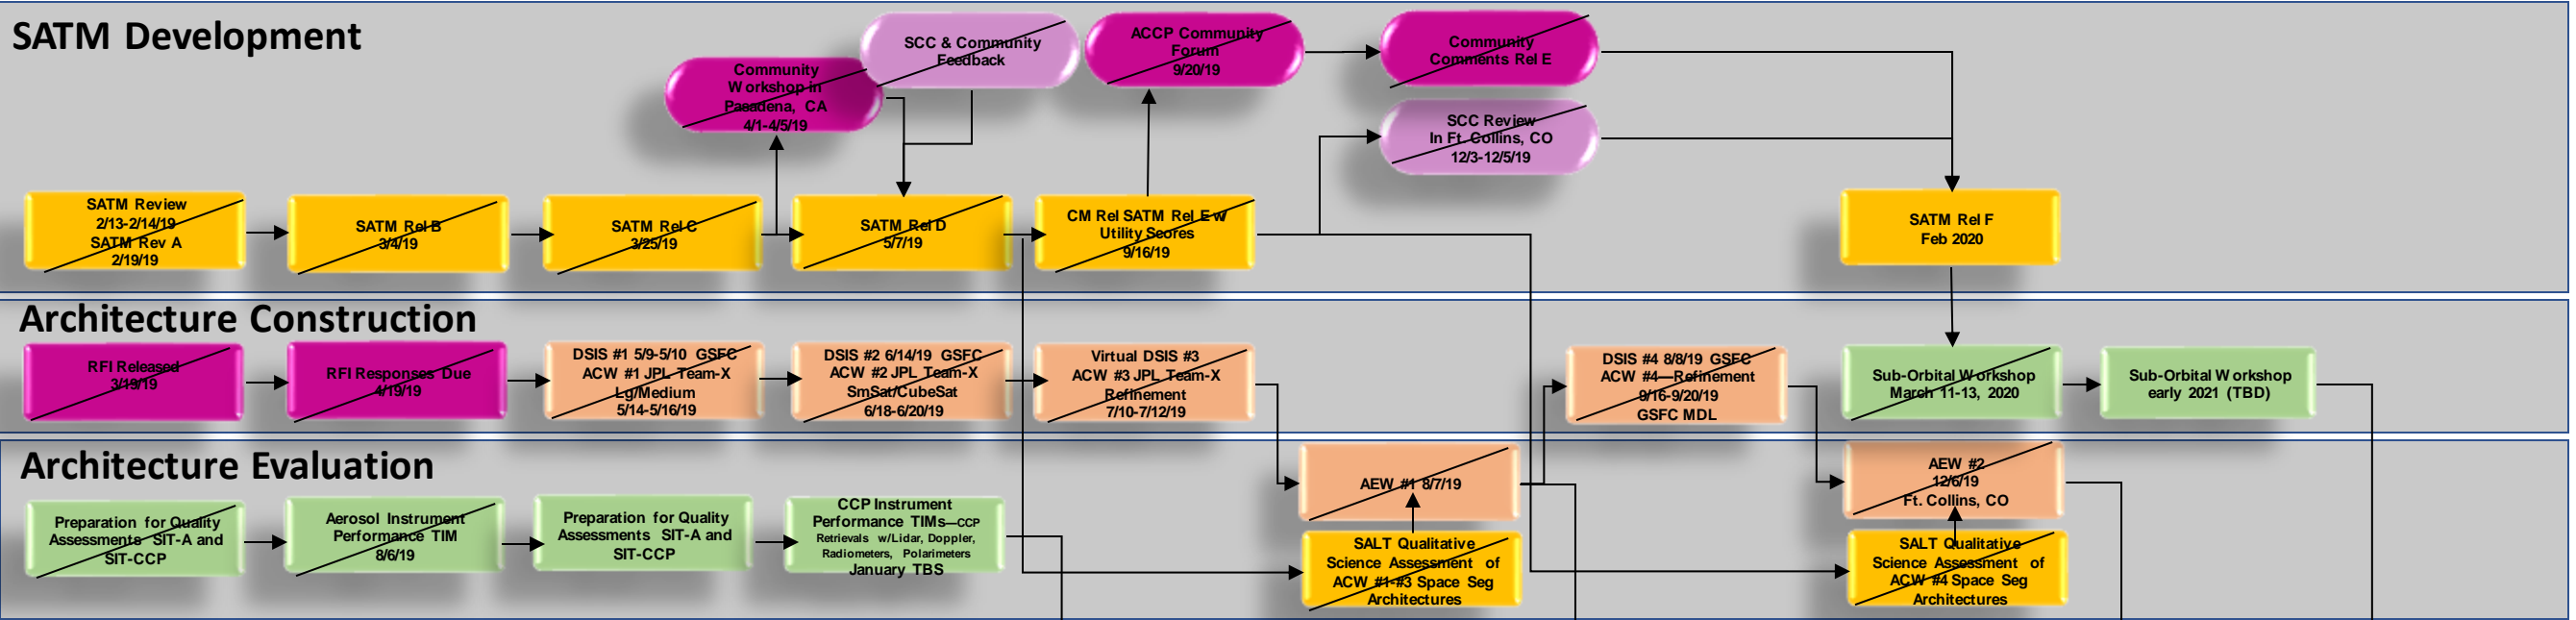 SATM Development
Community
Workshop in
Pasadena, CA
4/1-4/5/19
SCC & Community
Feedback
ACCP Community
Forum
9/20/19
Community
Comments Rel E
SCC Review
In Ft. Collins, CO
12/3-12/5/19
SATM Review
2/13-2/14/19
SATM Rev A
2/19/19
SATM Rel B
3/4/19
SATM Rel C
3/25/19
SATM Rel D
5/7/19
CM Rel SATM Rel E w
Utility Scores
9/16/19
SATM Rel F
Feb 2020
Architecture Construction
RFI Released
3/19/19
RFI Responses Due
4/19/19
DSIS #1 5/9-5/10 GSFC
ACW #1 JPL Team-X
Lg/Medium
5/14-5/16/19
DSIS #2 6/14/19 GSFC
ACW #2 JPL Team-X
SmSat/CubeSat
6/18-6/20/19
Virtual DSIS #3
ACW #3 JPL Team-X
Refinement
7/10-7/12/19
DSIS #4 8/8/19 GSFC
ACW #4—Refinement
9/16-9/20/19
GSFC MDL
Sub-Orbital Workshop
March 11-13, 2020
Sub-Orbital Workshop
early 2021 (TBD)
Architecture Evaluation
Preparation for Quality
Assessments SIT-A and
SIT-CCP
Aerosol Instrument
Performance TIM
8/6/19
Preparation for Quality
Assessments SIT-A and
SIT-CCP
CCP Instrument
Performance TIMs—CCP
Retrievals w/Lidar, Doppler,
Radiometers, Polarimeters
January TBS
AEW #1 8/7/19
SALT Qualitative
Science Assessment of
ACW #1-#3 Space Seg
Architectures
AEW #2
12/6/19
Ft. Collins, CO
SALT Qualitative
Science Assessment of
ACW #4 Space Seg
Architectures